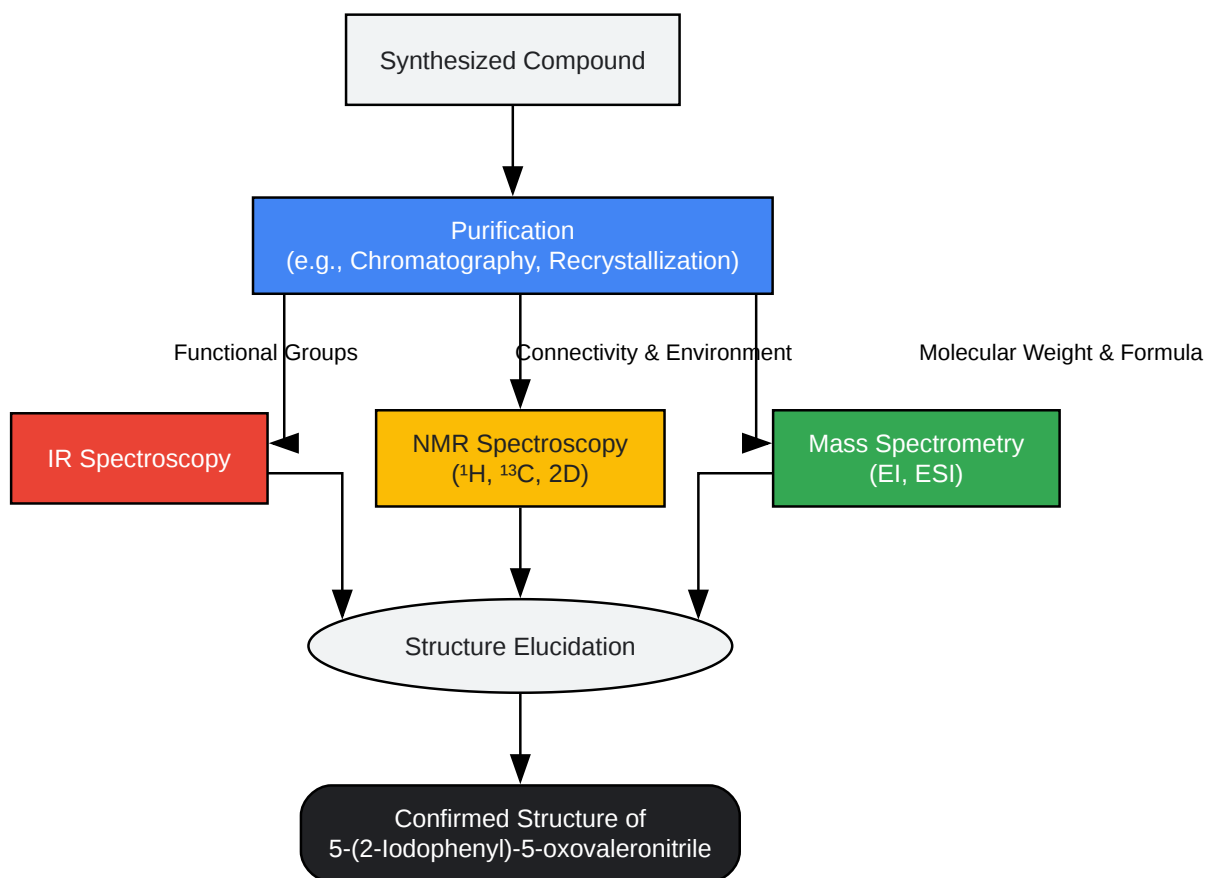 Synthesized Compound
Purification
(e.g., Chromatography, Recrystallization)
Functional Groups
Connectivity & Environment
Molecular Weight & Formula
IR Spectroscopy
NMR Spectroscopy
(¹H, ¹³C, 2D)
Mass Spectrometry
(EI, ESI)
Structure Elucidation
Confirmed Structure of
5-(2-Iodophenyl)-5-oxovaleronitrile